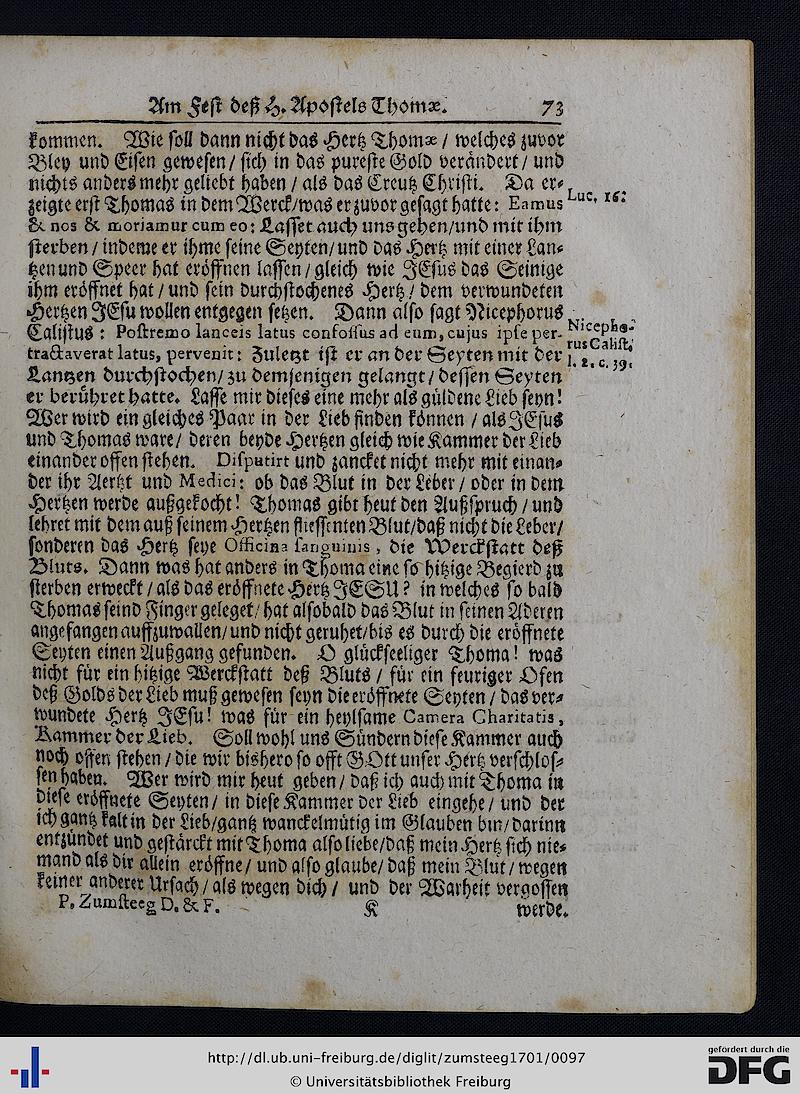 Am Fest deß H. Apostels Thomæ. 73
kommen. Wie soll dann nicht das Hertz Thomæ / welches zuvor
Bley und Eisen gewesen / sich in das pureste Gold verändert / und
nichts anders mehr geliebt haben / als das Creutz Christi. Da er-
zeigte erst Thomas in dem Werck / was er zuvor gesagt hatte: Eamus
Luc. 16:
& nos & moriamur cum eo: Lasset auch uns gehen / und mit ihm
sterben / indeme er ihme seine Seyten / und das Hertz mit einer Lan-
tzen und Speer hat eröffnen lassen / gleich wie JEsus das Seinige
ihm eröffnet hat / und sein durchstochenes Hertz / dem verwundeten
Hertzen JEsu wollen entgegen setzen. Dann also sagt Nicephorus
Calistus: Postremo lanceis latus confossus ad eum, cujus ipse per-
tractaverat latus, pervenit: Zuletzt ist er an der Seyten mit der
Nicepho-
rus Calist.
l. 2. c. 39.
Lantzen durchstochen / zu demjenigen gelangt / dessen Seyten
er berühret hatte. Lasse mir dieses eine mehr als güldene Lieb seyn!
Wer wird ein gleiches Paar in der Lieb finden können / als JEsus
und Thomas ware / deren beyde Hertzen gleich wie Kammer der Lieb
einander offen stehen. Disputirt und zancket nicht mehr mit einan-
der ihr Aertzt und Medici: ob das Blut in der Leber / oder in dem
Hertzen werde außgekocht! Thomas gibt heut den Außspruch / und
lehret mit dem auß seinem Hertzen fliessenten Blut / daß nicht die Leber /
sonderen das Hertz seye Officina sanguinis, die Werckstatt deß
Bluts. Dann was hat anders in Thoma eine so hitzige Begierd zu
sterben erweckt / als das eröffnete Hertz JESU? in welches so bald
Thomas seind Finger geleget / hat alsobald das Blut in seinen Aderen
angefangen auffzuwallen / und nicht geruhet / bis es durch die eröffnete
Seyten einen Außgang gefunden. O glückseeliger Thoma! was
nicht für ein hitzige Werckstatt deß Bluts / für ein feuriger Ofen
deß Golds der Lieb muß gewesen seyn die eröffnete Seyten / das ver-
wundete Hertz JEsu! was für ein heylsame Camera Charitatis,
Kammer der Lieb. Soll wohl uns Sündern diese Kammer auch
noch offen stehen / die wir bishero so offt GOtt unser Hertz verschlos-
sen haben. Wer wird mir heut geben / daß ich auch mit Thoma in
diese eröffnete Seyten / in diese Kammer der Lieb eingehe / und der
ich gantz kalt in der Lieb / gantz wanckelmütig im Glauben bin / darinn
entzündet und gestärckt mit Thoma also liebe / daß mein Hertz sich nie-
mand als dir allein eröffne / und also glaube / daß mein Blut / wegen
keiner anderer Ursach / als wegen dich / und der Warheit vergossen
P. Zumsteeg D. & F. K werde.
http://dl.ub.uni-freiburg.de/diglit/zumsteeg1701/0097
© Universitätsbibliothek Freiburg
gefördert durch die
DFG